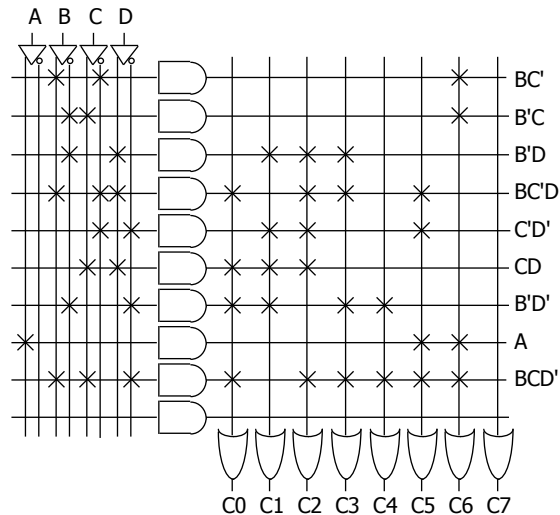 A B C D
BC'
B'C
B'D
BC'D
C'D'
CD
B'D'
A
BCD'
C0 C1 C2 C3 C4 C5 C6 C7